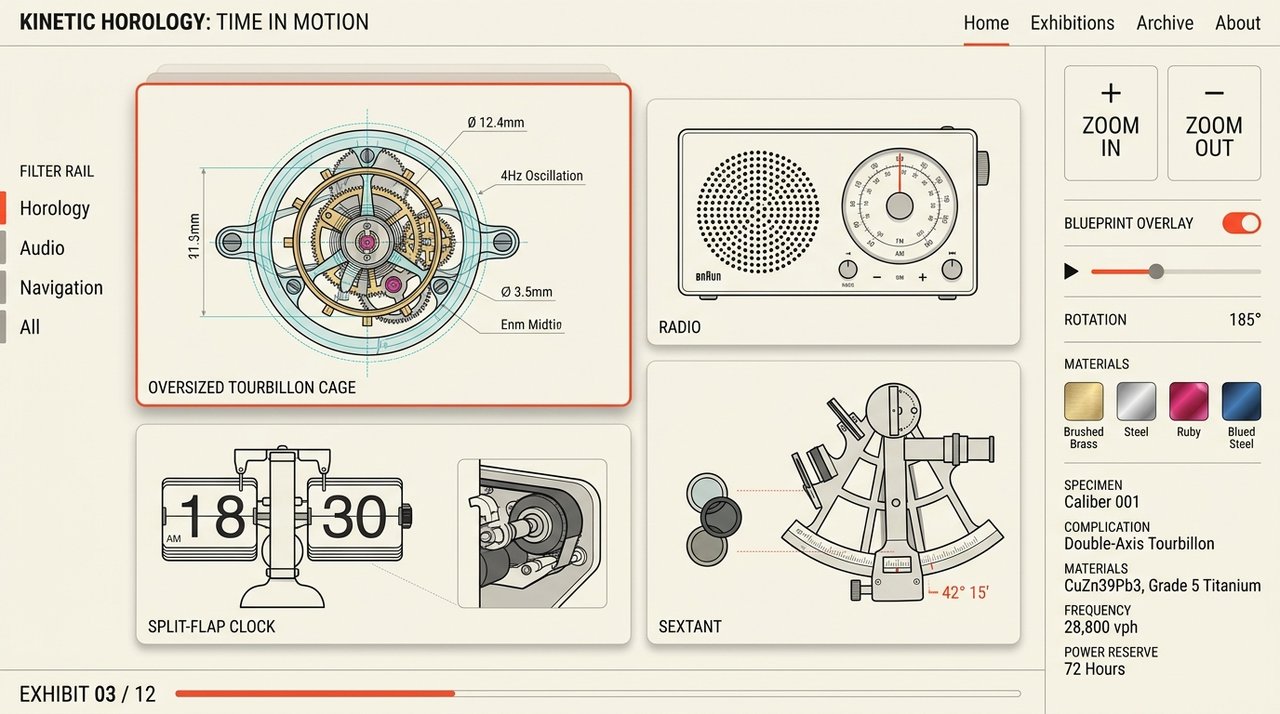 KINETIC HOROLOGY: TIME IN MOTION
Home Exhibitions Archive About
FILTER RAIL
Horology
Audio
Navigation
All
Ø 12.4mm
4Hz Oscillation
11.9mm
Ø 3.5mm
Enm Midtio
OVERSIZED TOURBILLON CAGE
BRAUN
FM
AM
RADIO
18 30
AM
SPLIT-FLAP CLOCK
42° 15'
SEXTANT
+ −
ZOOM IN
ZOOM OUT
BLUEPRINT OVERLAY
ROTATION 185°
MATERIALS
Brushed Brass
Steel
Ruby
Blued Steel
SPECIMEN
Caliber 001
COMPLICATION
Double-Axis Tourbillon
MATERIALS
CuZn39Pb3, Grade 5 Titanium
FREQUENCY
28,800 vph
POWER RESERVE
72 Hours
EXHIBIT 03 / 12